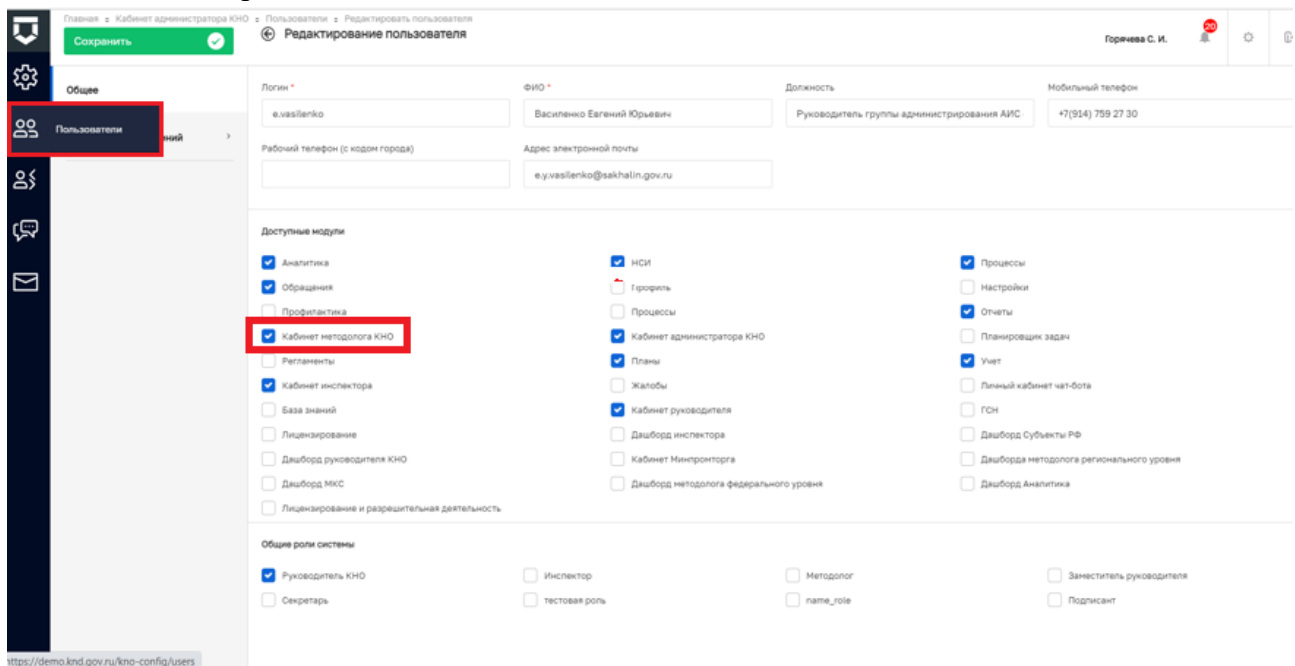 Главная : Кабинет администратора КНО : Пользователи : Редактировать пользователя
Сохранить
Редактирование пользователя
Горячева С. И.
20
Общее
Пользователи
ний
Логин *
ФИО *
Должность
Мобильный телефон
e.vasilenko
Василенко Евгений Юрьевич
Руководитель группы администрирования АИС
+7(914) 759 27 30
Рабочий телефон (с кодом города)
Адрес электронной почты
e.y.vasilenko@sakhalin.gov.ru
Доступные модули
Аналитика
НСИ
Процессы
Обращения
Профиль
Настройки
Профилактика
Процессы
Отчеты
Кабинет методолога КНО
Кабинет администратора КНО
Планировщик задач
Регламенты
Планы
Учет
Кабинет инспектора
Жалобы
Личный кабинет чат-бота
База знаний
Кабинет руководителя
ГСН
Лицензирование
Дашборд инспектора
Дашборд Субъекты РФ
Дашборд руководителя КНО
Кабинет Минпромторга
Дашборда методолога регионального уровня
Дашборд МКС
Дашборд методолога федерального уровня
Дашборд Аналитика
Лицензирование и разрешительная деятельность
Общие роли системы
Руководитель КНО
Инспектор
Методолог
Заместитель руководителя
Секретарь
тестовая роль
name_role
Подписант
https://demo.knd.gov.ru/kno-config/users